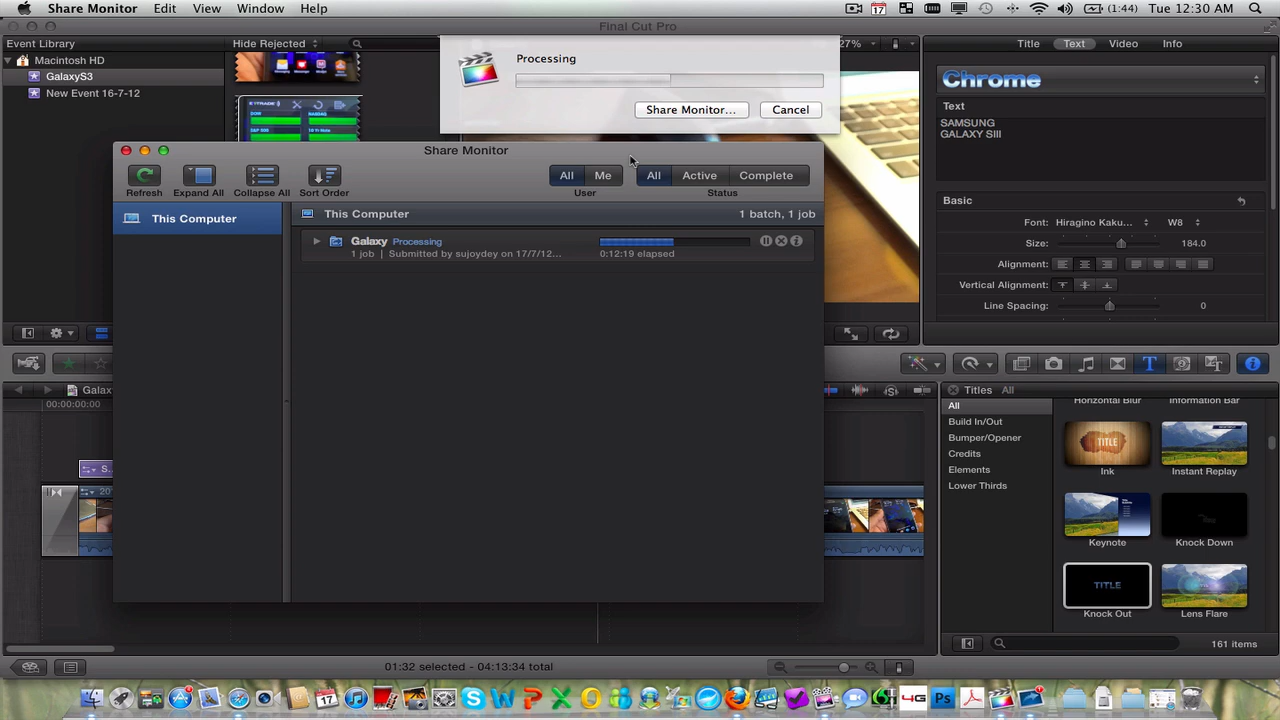 Share Monitor Edit View Window Help
17 (1:44) Tue 12:30 AM
Final Cut Pro
Event Library Hide Rejected 27% Title Text Video Info
Macintosh HD
GalaxyS3
New Event 16-7-12
Processing
Share Monitor... Cancel
Chrome
Text
SAMSUNG
GALAXY SIII
Share Monitor
Refresh Expand All Collapse All Sort Order
All Me
User
All Active Complete
Status
This Computer
This Computer 1 batch, 1 job
Galaxy Processing
1 job | Submitted by sujoydey on 17/7/12... 0:12:19 elapsed
Basic
Font: Hiragino Kaku... W8
Size: 184.0
Alignment:
Vertical Alignment:
Line Spacing: 0
Galax
00:00:00:00
S...
20
Titles All
All
Build In/Out
Bumper/Opener
Credits
Elements
Lower Thirds
Horizontal Blur Information Bar
TITLE
Ink Instant Replay
Keynote Knock Down
TITLE
Knock Out Lens Flare
161 items
01:32 selected - 04:13:34 total
17
4G
Ps